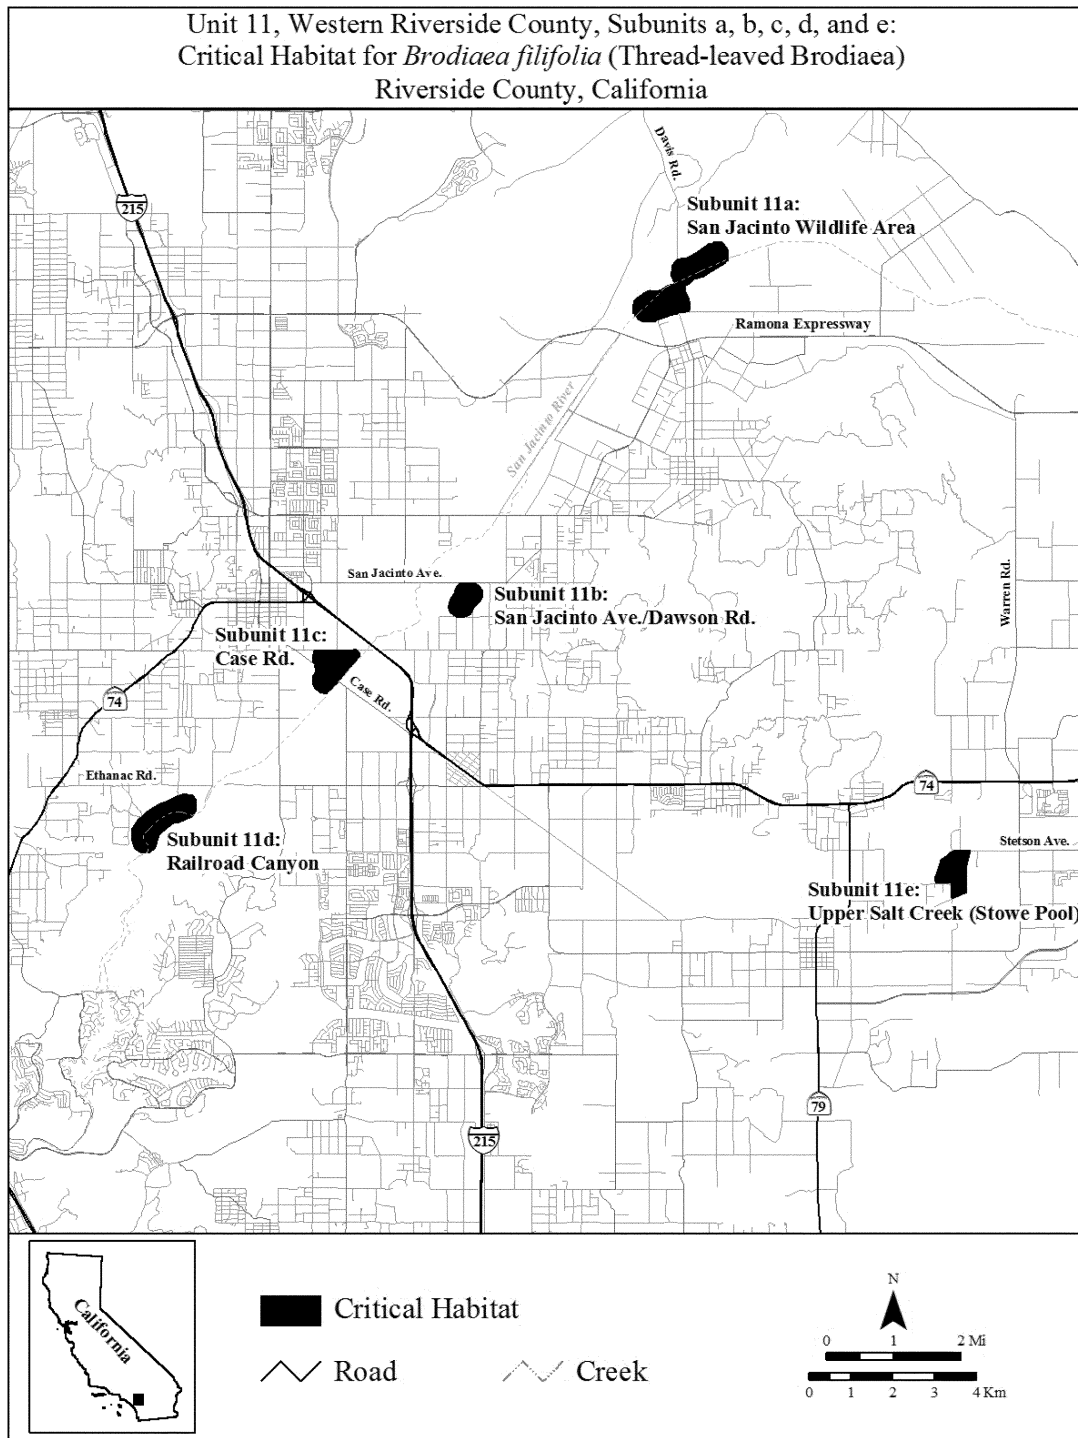 Unit 11, Western Riverside County, Subunits a, b, c, d, and e:
Critical Habitat for Brodiaea filifolia (Thread-leaved Brodiaea)
Riverside County, California
Davis Rd.
215
Subunit 11a:
San Jacinto Wildlife Area
Ramona Expressway
San Jacinto River
San Jacinto Ave.
Warren Rd.
Subunit 11b:
San Jacinto Ave./Dawson Rd.
Subunit 11c:
Case Rd.
Case Rd.
74
Ethanac Rd.
74
Subunit 11d:
Railroad Canyon
Stetson Ave.
Subunit 11e:
Upper Salt Creek (Stowe Pool)
79
215
California
Critical Habitat
Road
Creek
N
0 1 2 Mi
0 1 2 3 4 Km